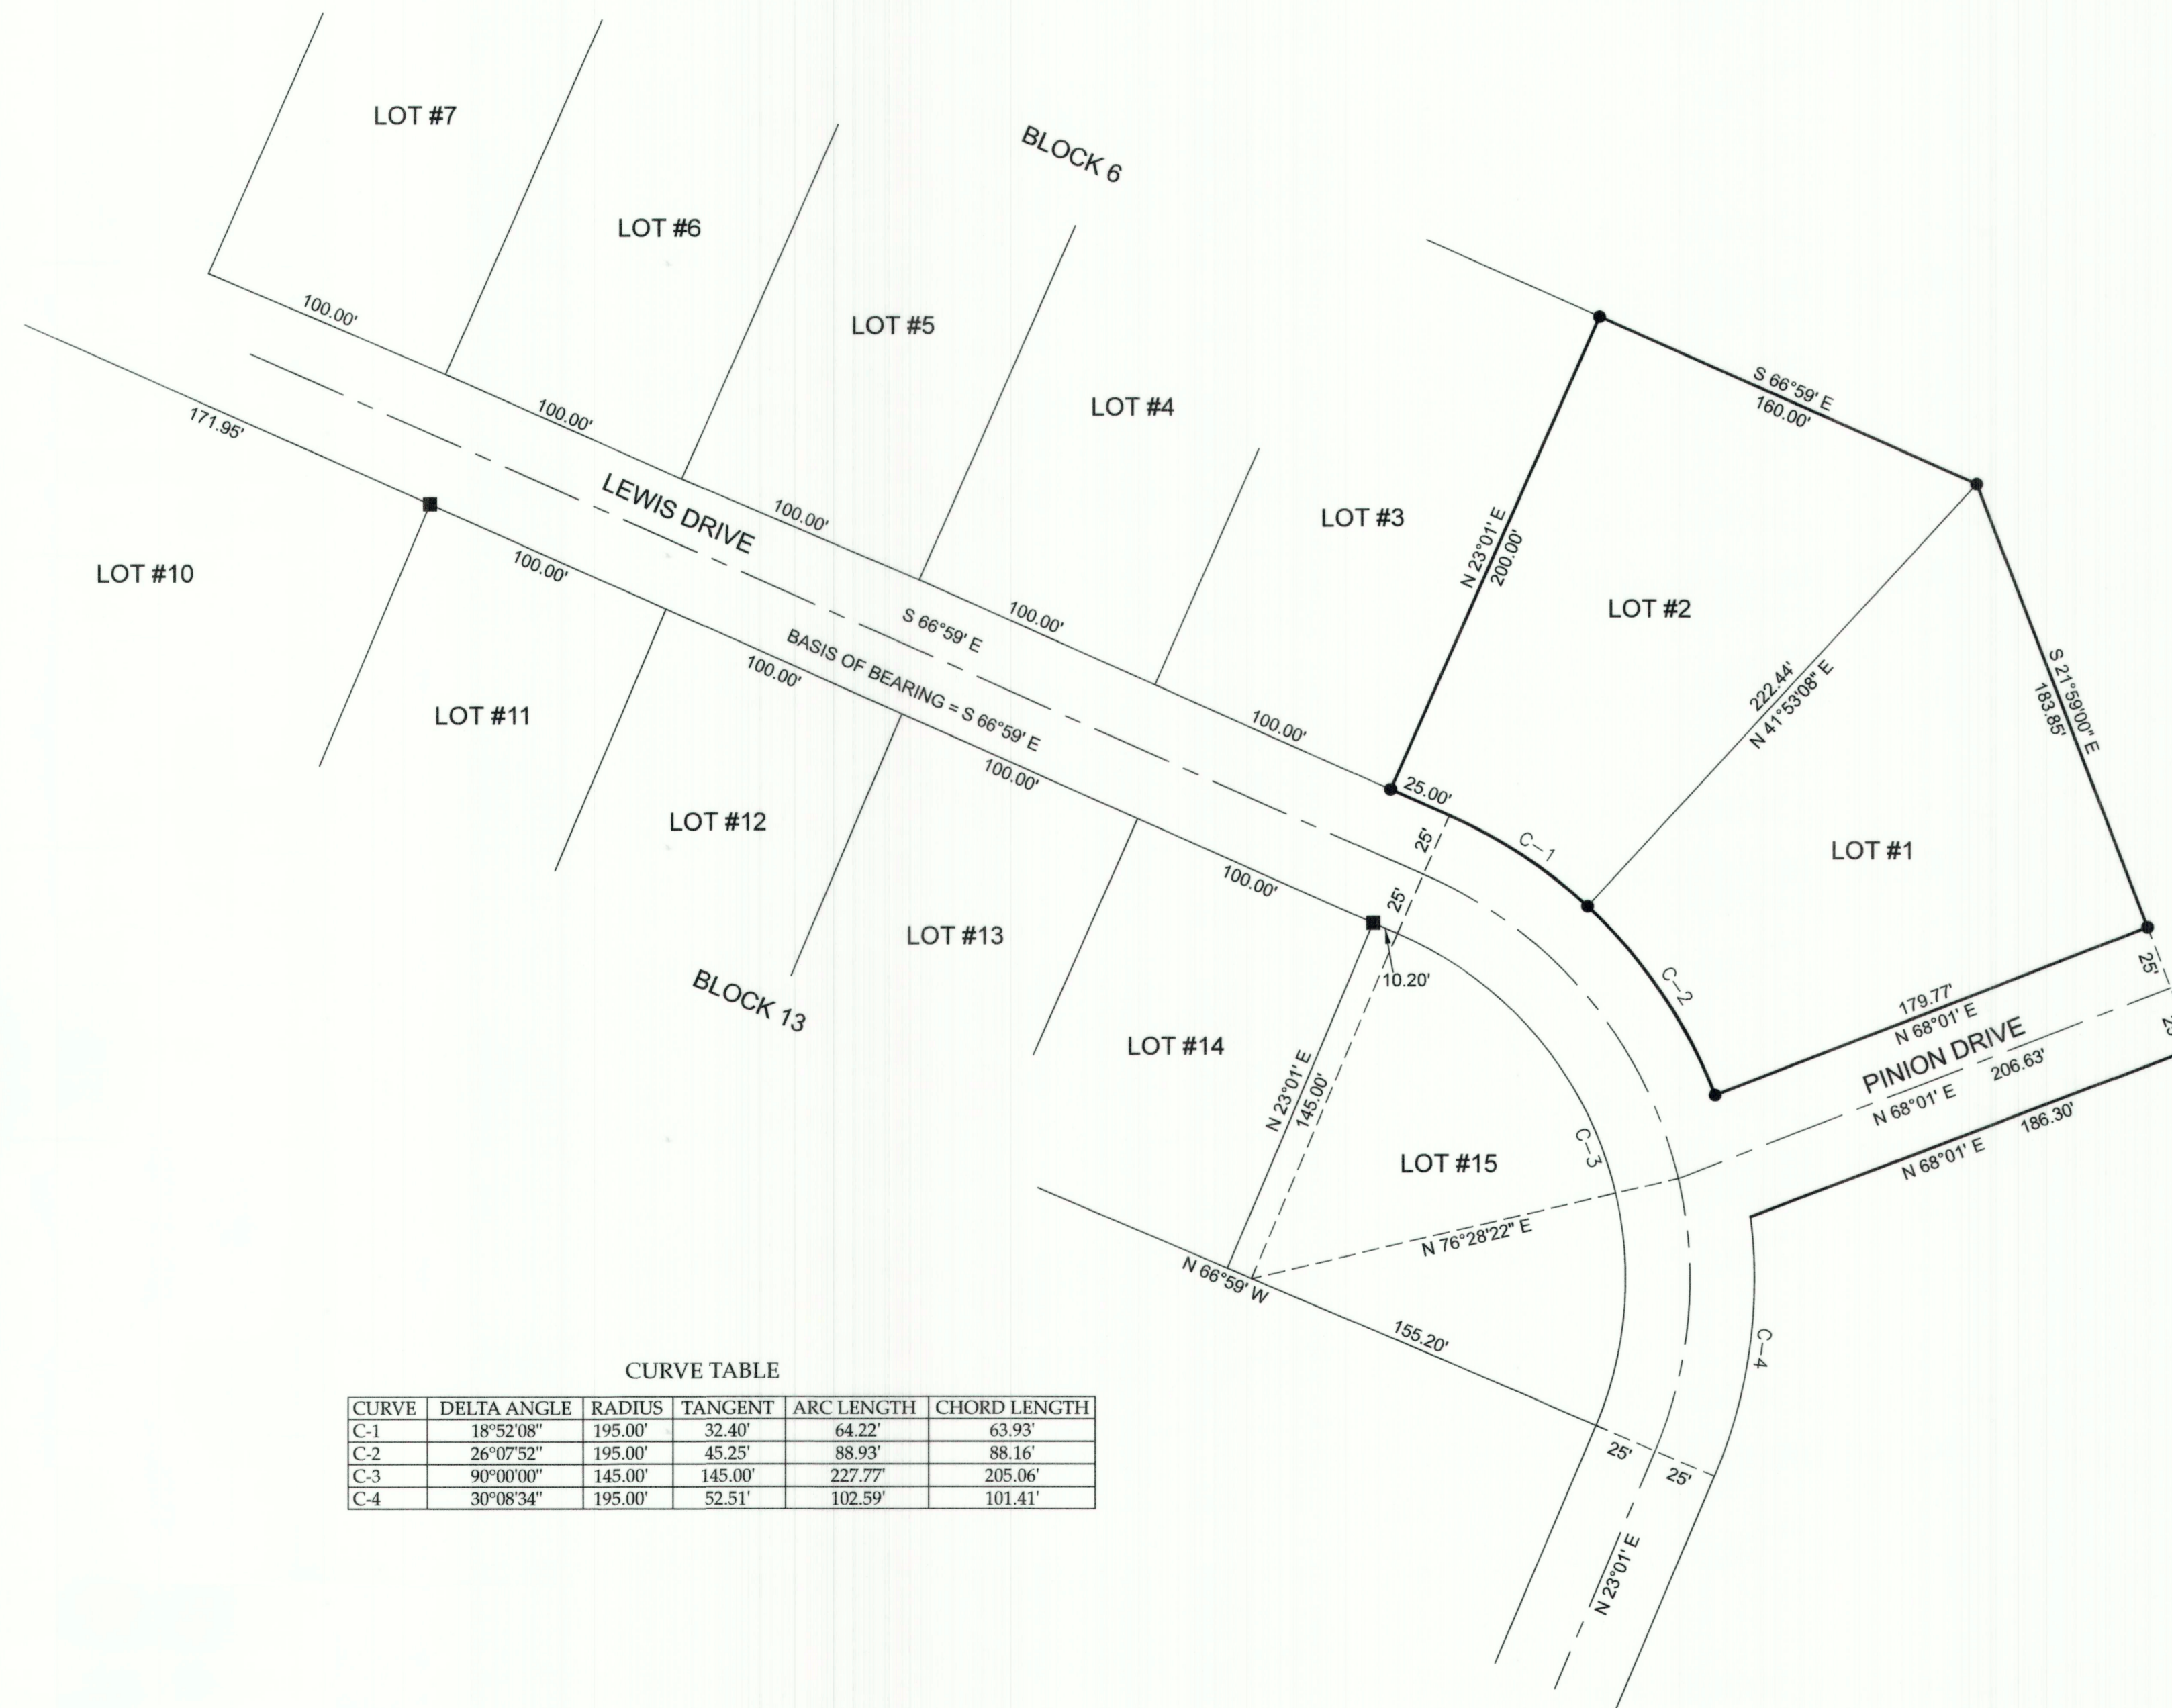 LOT #7
BLOCK 6
LOT #6
100.00'
LOT #5
S 66°59' E
160.00'
LOT #4
171.95'
100.00'
LEWIS DRIVE
100.00'
LOT #3
N 23°01' E
200.00'
LOT #10
100.00'
S 66°59' E
100.00'
LOT #2
BASIS OF BEARING = S 66°59' E
100.00'
222.44'
N 41°53'08" E
S 21°59'00" E
183.85'
LOT #11
100.00'
100.00'
25.00'
LOT #12
25'
C-1
LOT #1
100.00'
25'
LOT #13
10.20'
C-2
25'
BLOCK 13
179.77'
N 68°01' E
PINION DRIVE
206.63'
N 68°01' E
186.30'
N 68°01' E
LOT #14
N 23°01' E
145.00'
C-3
LOT #15
N 76°28'22" E
N 66°59' W
155.20'
C-4
25'
25'
N 23°01' E
CURVE TABLE
CURVE DELTA ANGLE RADIUS TANGENT ARC LENGTH CHORD LENGTH
C-1 18°52'08" 195.00' 32.40' 64.22' 63.93'
C-2 26°07'52" 195.00' 45.25' 88.93' 88.16'
C-3 90°00'00" 145.00' 145.00' 227.77' 205.06'
C-4 30°08'34" 195.00' 52.51' 102.59' 101.41'